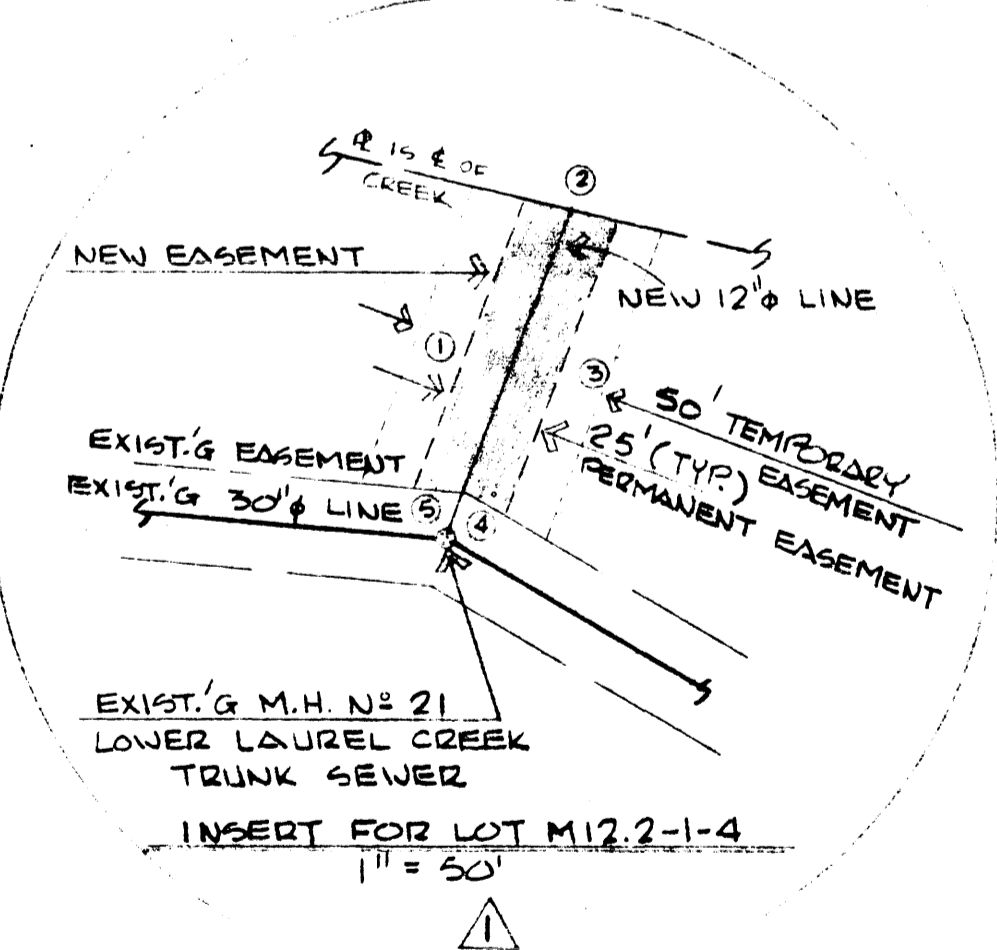 ⅊ IS ℄ OF
CREEK
②
NEW EASEMENT
NEW 12"⌀ LINE
①
③
50' TEMPORARY
EASEMENT
25' (TYP.)
PERMANENT EASEMENT
EXIST.'G EASEMENT
EXIST.'G 30"⌀ LINE
⑤
④
EXIST.'G M.H. Nº 21
LOWER LAUREL CREEK
TRUNK SEWER
INSERT FOR LOT M12.2-1-4
1" = 50'
1